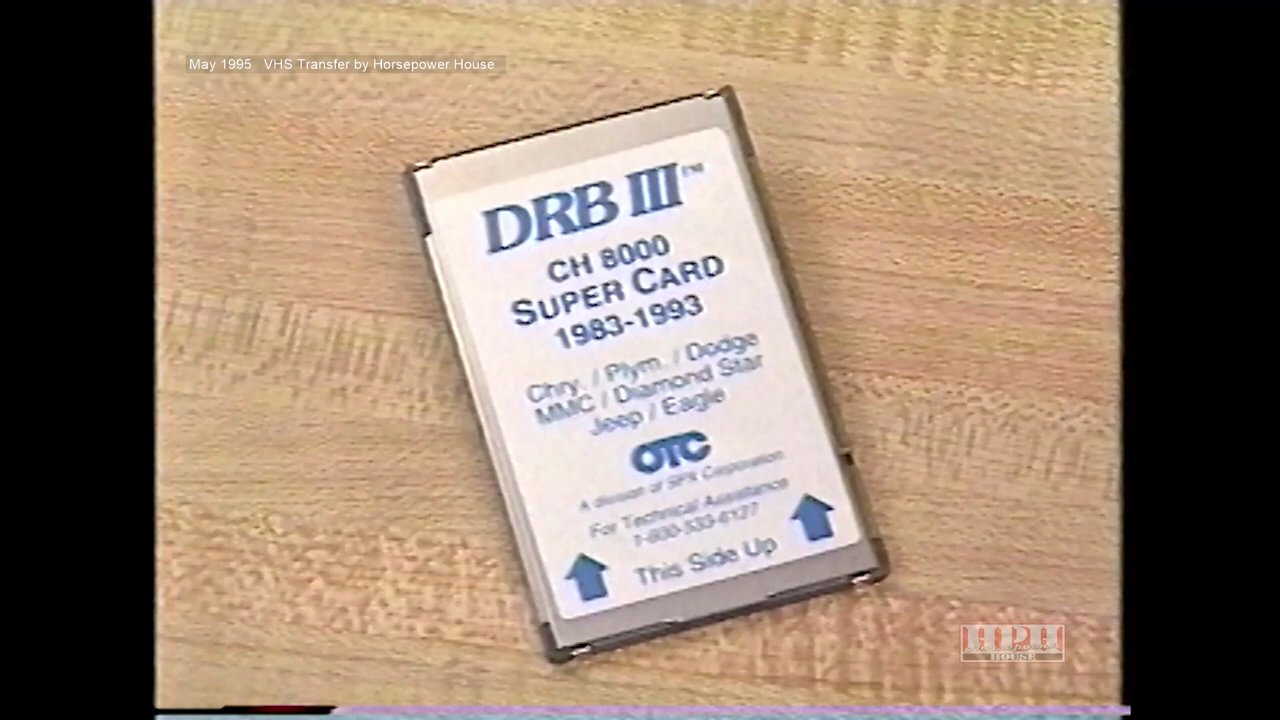 May 1995 VHS Transfer by Horsepower House
DRB III™
CH 8000
SUPER CARD
1983-1993
Chry. / Plym. / Dodge
MMC / Diamond Star
Jeep / Eagle
OTC
A division of SPX Corporation
For Technical Assistance
1-800-533-6127
This Side Up
HPH
HOUSE